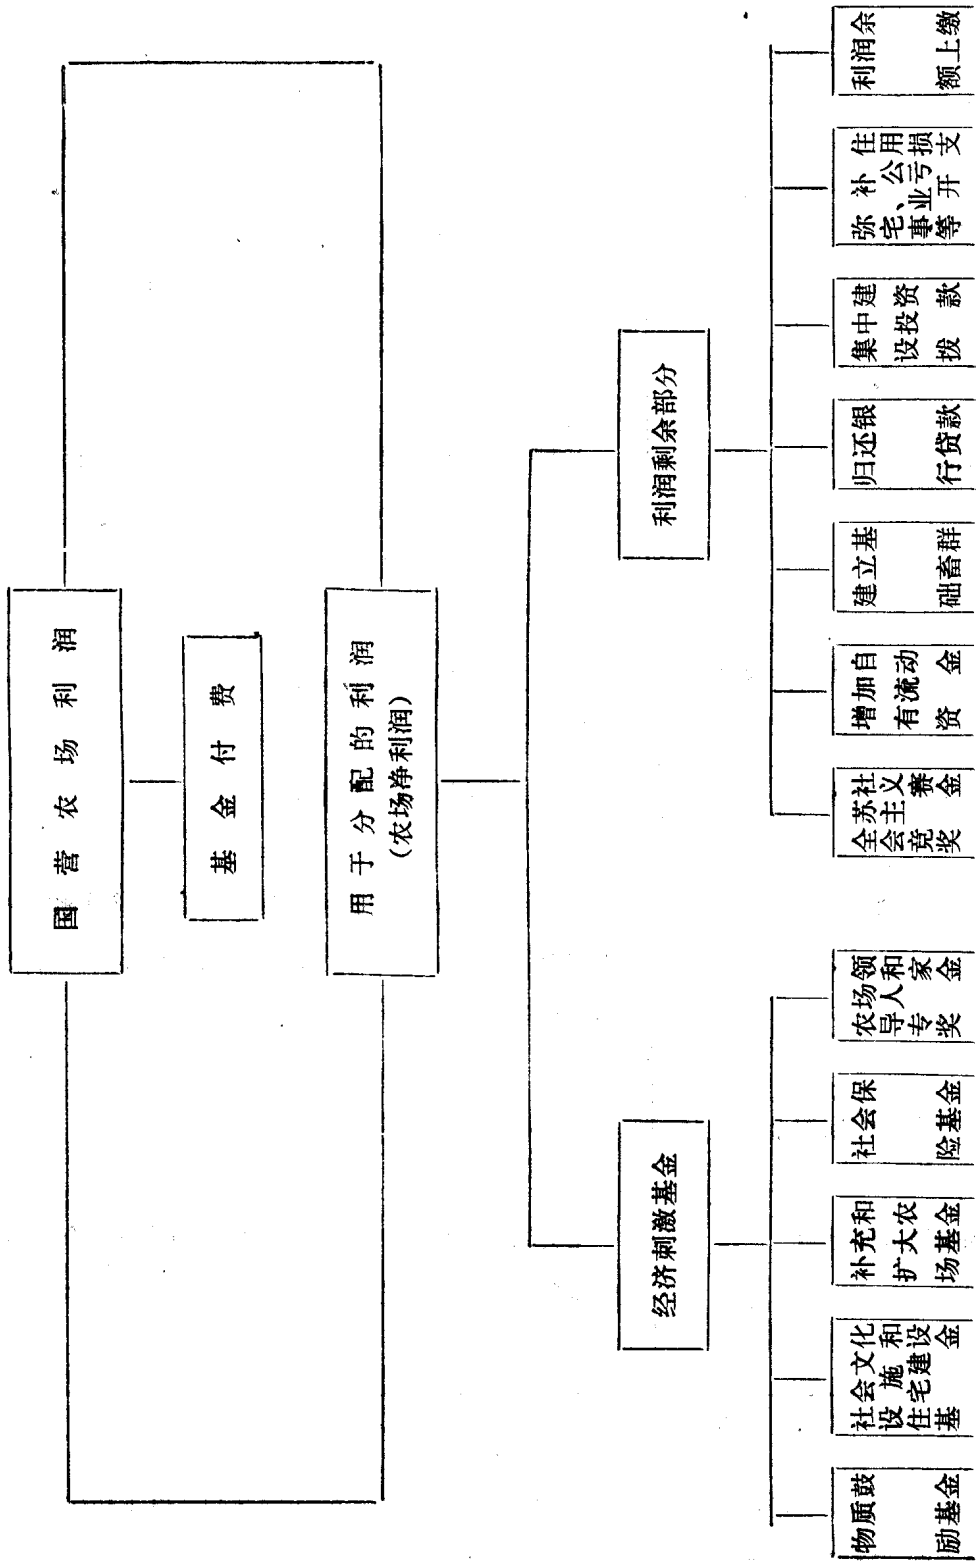 国营农场利润
基金付费
用于分配的利润
(农场净利润)
经济刺激基金
利润剩余部分
物质鼓
励基金
社会文化
设施和
住宅建设
基金
补充和
扩大农
场基金
社会保
险基金
农场领
导人和
专家
奖金
全苏社
会主义
竞赛
奖金
增加自
有流动
资金
建立基
础畜群
归还银
行贷款
集中建
设投资
拨款
弥补住
宅、公用
事业亏损
等开支
利润余
额上缴